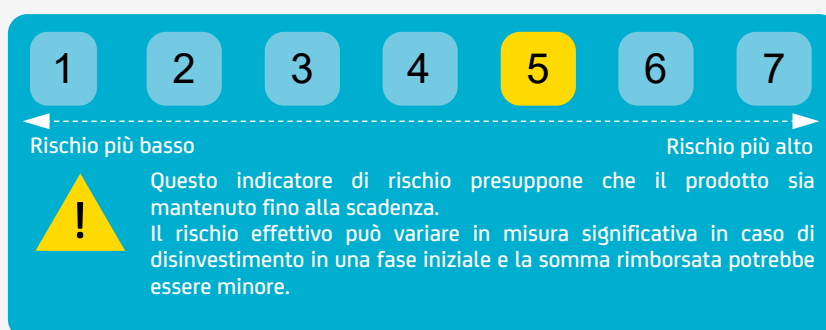 1 2 3 4 5 6 7
Rischio più basso Rischio più alto
!
Questo indicatore di rischio presuppone che il prodotto sia
mantenuto fino alla scadenza.
Il rischio effettivo può variare in misura significativa in caso di
disinvestimento in una fase iniziale e la somma rimborsata potrebbe
essere minore.